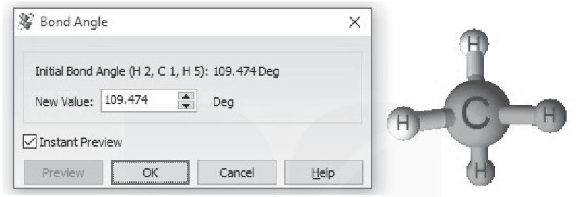 Bond Angle
Initial Bond Angle (H 2, C 1, H 5): 109.474 Deg
New Value: 109.474 Deg
Instant Preview
Preview OK Cancel Help
H
H C H
H